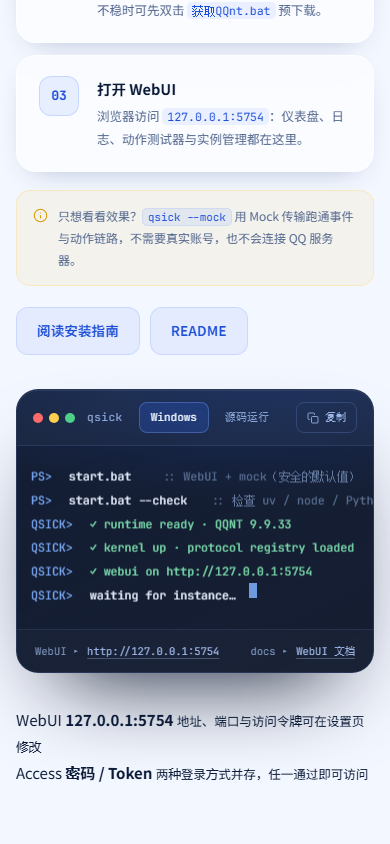 不稳时可先双击 获取QQnt.bat 预下载。
03
打开 WebUI
浏览器访问 127.0.0.1:5754：仪表盘、日
志、动作测试器与实例管理都在这里。
只想看看效果？ qsick --mock 用 Mock 传输跑通事件
与动作链路，不需要真实账号，也不会连接 QQ 服务
器。
阅读安装指南 README
qsick Windows 源码运行 复制
PS> start.bat :: WebUI + mock（安全的默认值）
PS> start.bat --check :: 检查 uv / node / Pyth
QSICK> ✓ runtime ready · QQNT 9.9.33
QSICK> ✓ kernel up · protocol registry loaded
QSICK> ✓ webui on http://127.0.0.1:5754
QSICK> waiting for instance…
WebUI ▸ http://127.0.0.1:5754 docs ▸ WebUI 文档
WebUI 127.0.0.1:5754 地址、端口与访问令牌可在设置页
修改
Access 密码 / Token 两种登录方式并存，任一通过即可访问